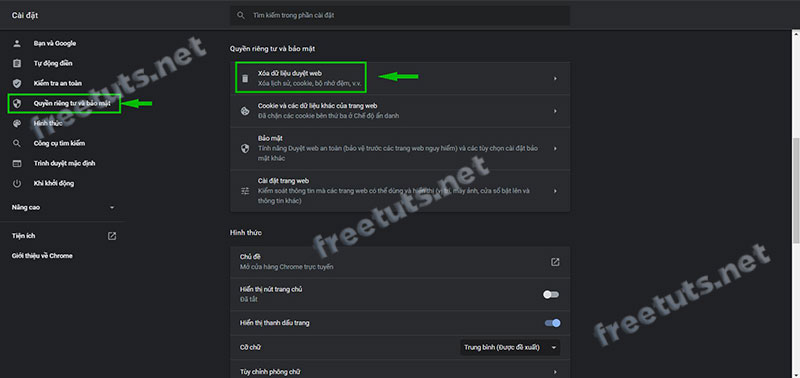 Cài đặt
Tìm kiếm trong phần cài đặt
Bạn và Google
Tự động điền
Kiểm tra an toàn
Quyền riêng tư và bảo mật
Hình thức
Công cụ tìm kiếm
Trình duyệt mặc định
Khi khởi động
Nâng cao
Tiện ích
Giới thiệu về Chrome
Quyền riêng tư và bảo mật
Xóa dữ liệu duyệt web
Xóa lịch sử, cookie, bộ nhớ đệm, v.v.
Cookie và các dữ liệu khác của trang web
Đã chặn các cookie bên thứ ba ở Chế độ ẩn danh
Bảo mật
Tính năng Duyệt web an toàn (bảo vệ trước các trang web nguy hiểm) và các tùy chọn cài đặt bảo
mật khác
Cài đặt trang web
Kiểm soát thông tin mà các trang web có thể dùng và hiển thị (vị trí, máy ảnh, cửa sổ bật lên và
thông tin khác)
Hình thức
Chủ đề
Mở cửa hàng Chrome trực tuyến
Hiển thị nút trang chủ
Đã tắt
Hiển thị thanh dấu trang
Cỡ chữ
Trung bình (Được đề xuất)
Tùy chỉnh phông chữ
freetuts.net
freetuts.net
freetuts.net